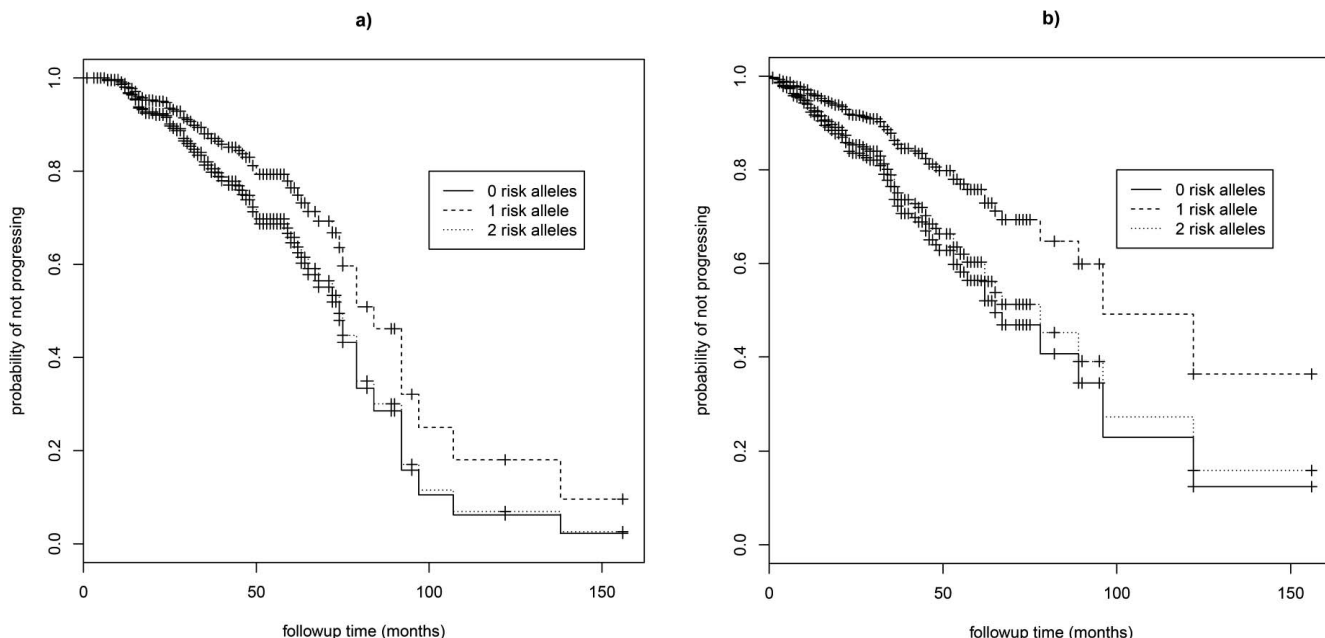 a)
probability of not progressing
1.0
0.8
0.6
0.4
0.2
0.0
0 risk alleles
1 risk allele
2 risk alleles
0
50
100
150
followup time (months)
b)
probability of not progressing
1.0
0.8
0.6
0.4
0.2
0.0
0 risk alleles
1 risk allele
2 risk alleles
0
50
100
150
followup time (months)